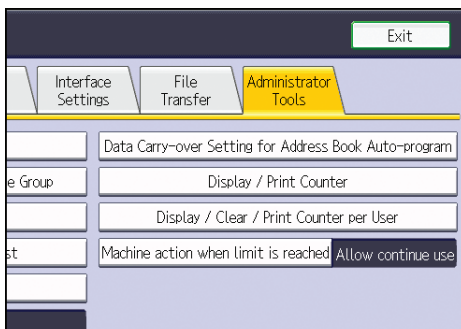 Exit
Interface
Settings
File
Transfer
Administrator
Tools
Data Carry-over Setting for Address Book Auto-program
e Group
Display / Print Counter
Display / Clear / Print Counter per User
st
Machine action when limit is reached Allow continue use